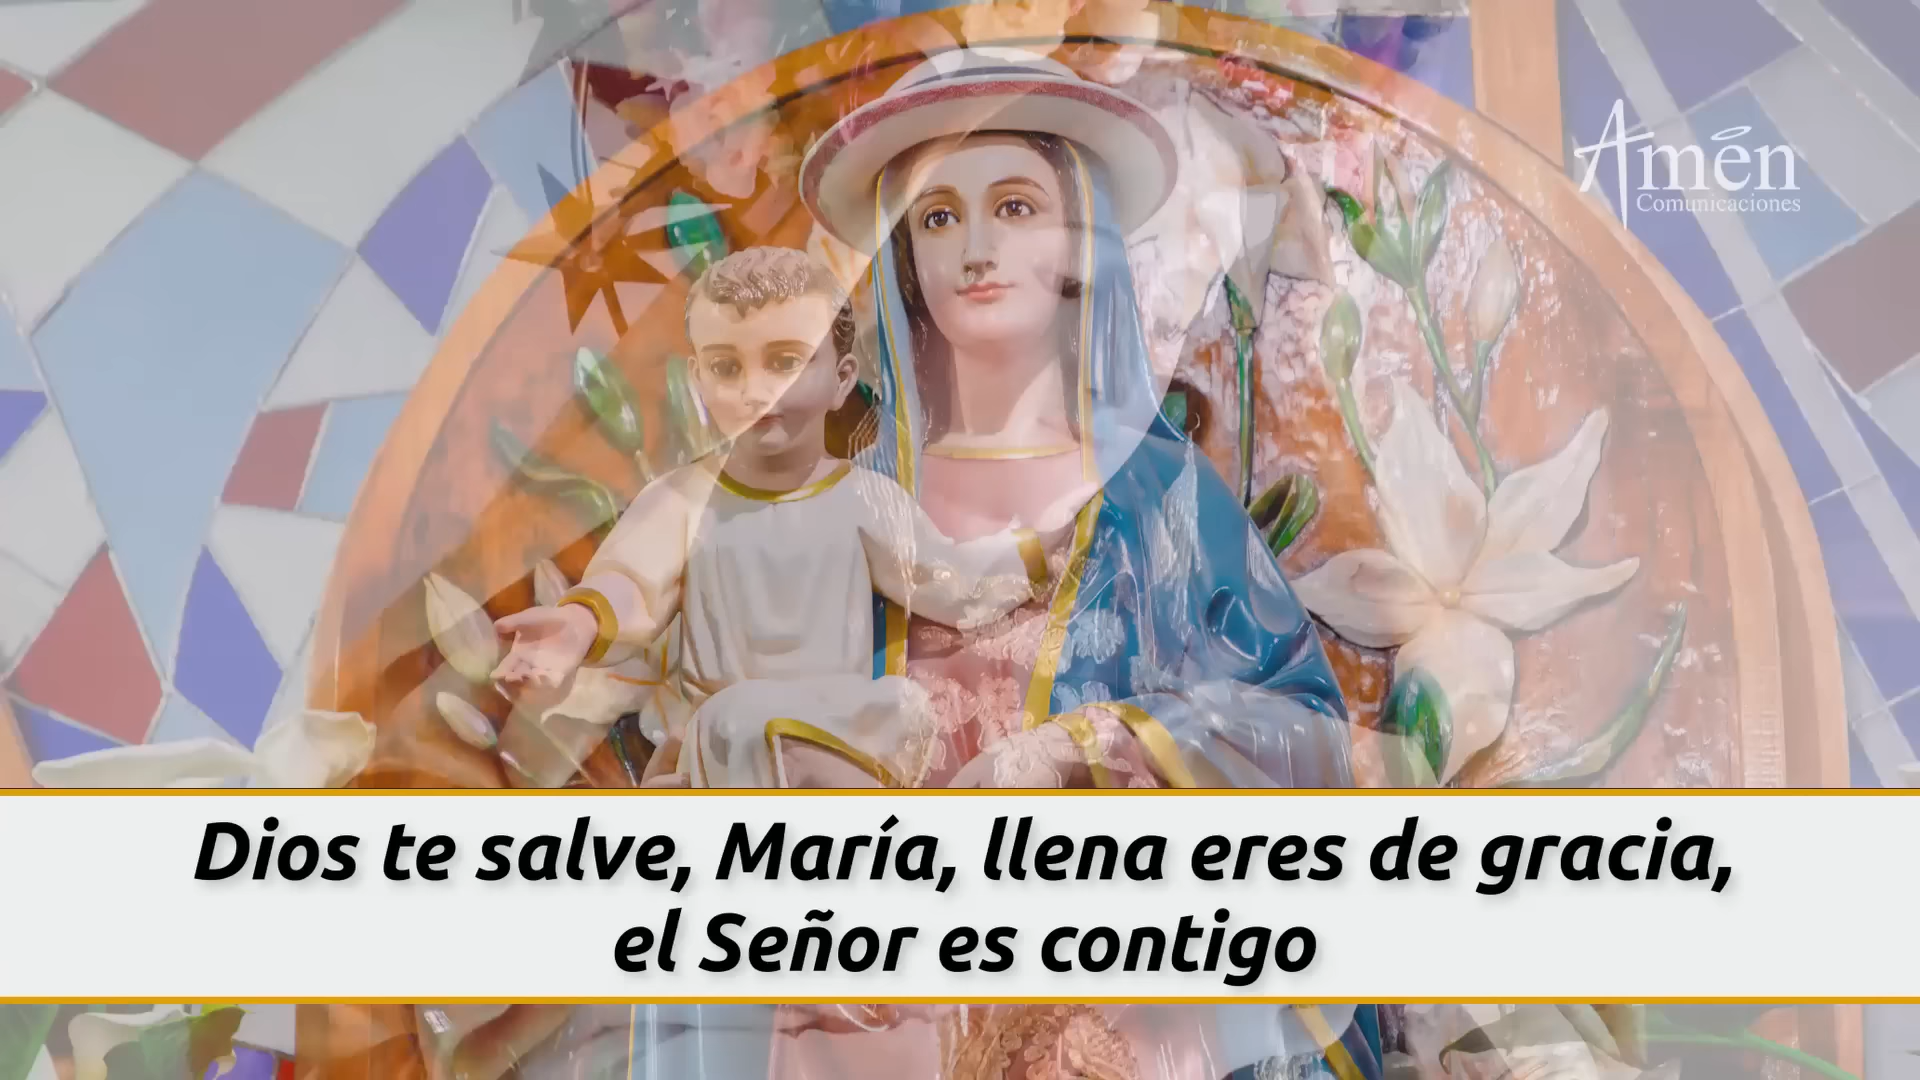 Amén
Comunicaciones
Dios te salve, María, llena eres de gracia,
el Señor es contigo